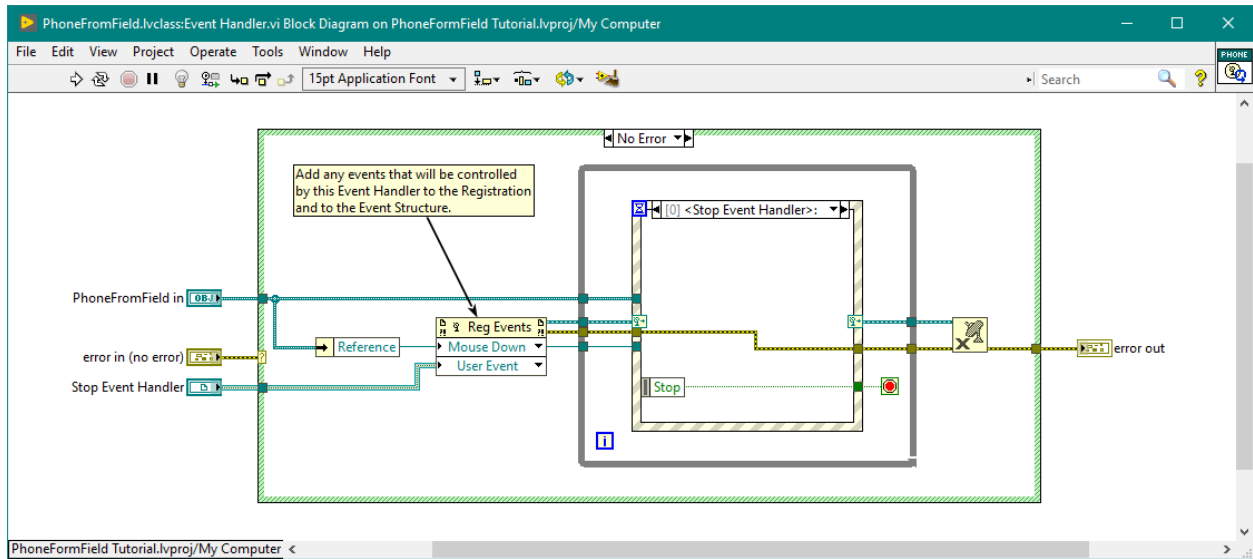 PhoneFromField.lvclass:Event Handler.vi Block Diagram on PhoneFormField Tutorial.lvproj/My Computer
File Edit View Project Operate Tools Window Help
PHONE
15pt Application Font
Search
No Error
Add any events that will be controlled
by this Event Handler to the Registration
and to the Event Structure.
[0] <Stop Event Handler>:
PhoneFromField in
OBJ
Reg Events
Reference
Mouse Down
error in (no error)
?
error out
User Event
Stop Event Handler
Stop
i
PhoneFormField Tutorial.lvproj/My Computer